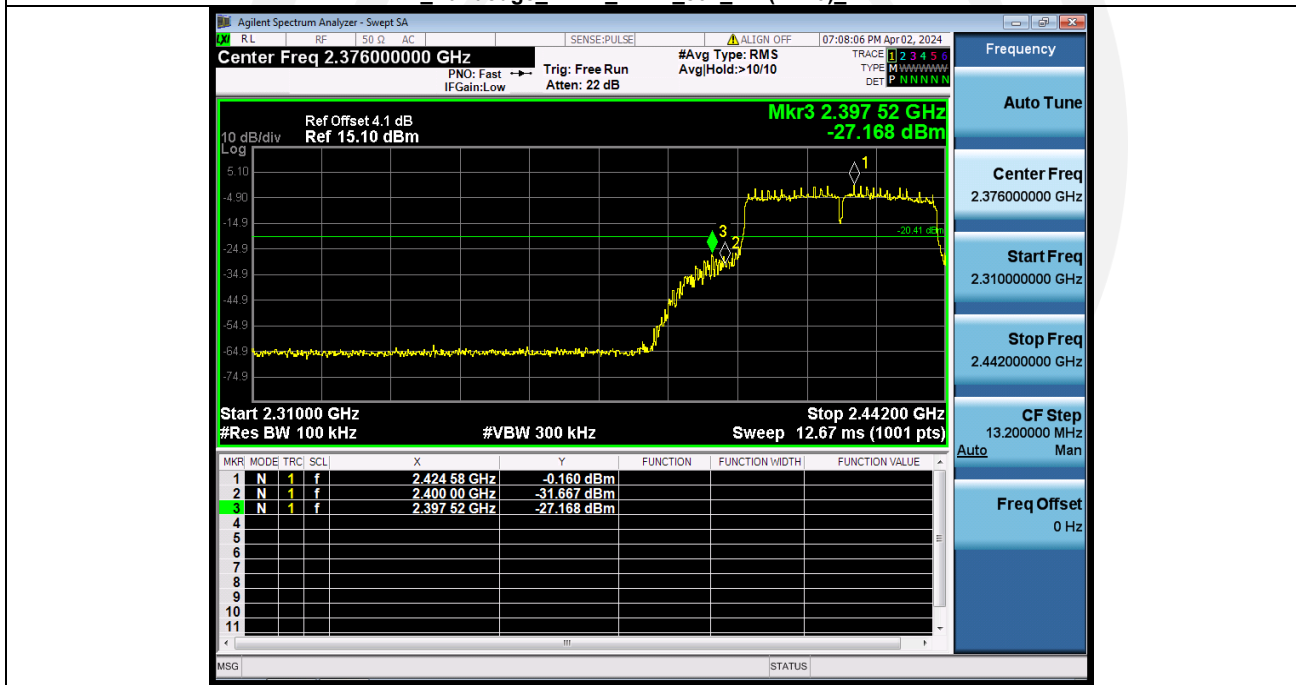 Agilent Spectrum Analyzer - Swept SA
RL RF 50 Ω AC SENSE:PULSE ALIGN OFF 07:08:06 PM Apr 02, 2024
Center Freq 2.376000000 GHz
PNO: Fast
IFGain:Low
Trig: Free Run
Atten: 22 dB
#Avg Type: RMS
Avg|Hold:>10/10
TRACE 1 2 3 4 5 6
TYPE M WWWWW
DET P N N N N N
Mkr3 2.397 52 GHz
-27.168 dBm
Ref Offset 4.1 dB
10 dB/div Ref 15.10 dBm
Log
5.10
-4.90
-14.9
-24.9
-34.9
-44.9
-54.9
-64.9
-74.9
1
3
2
-20.41 dBm
Start 2.31000 GHz Stop 2.44200 GHz
#Res BW 100 kHz #VBW 300 kHz Sweep 12.67 ms (1001 pts)
MKR MODE TRC SCL X Y FUNCTION FUNCTION WIDTH FUNCTION VALUE
1 N 1 f 2.424 58 GHz -0.160 dBm
2 N 1 f 2.400 00 GHz -31.667 dBm
3 N 1 f 2.397 52 GHz -27.168 dBm
4
5
6
7
8
9
10
11
MSG STATUS
Frequency
Auto Tune
Center Freq
2.376000000 GHz
Start Freq
2.310000000 GHz
Stop Freq
2.442000000 GHz
CF Step
13.200000 MHz
Auto Man
Freq Offset
0 Hz